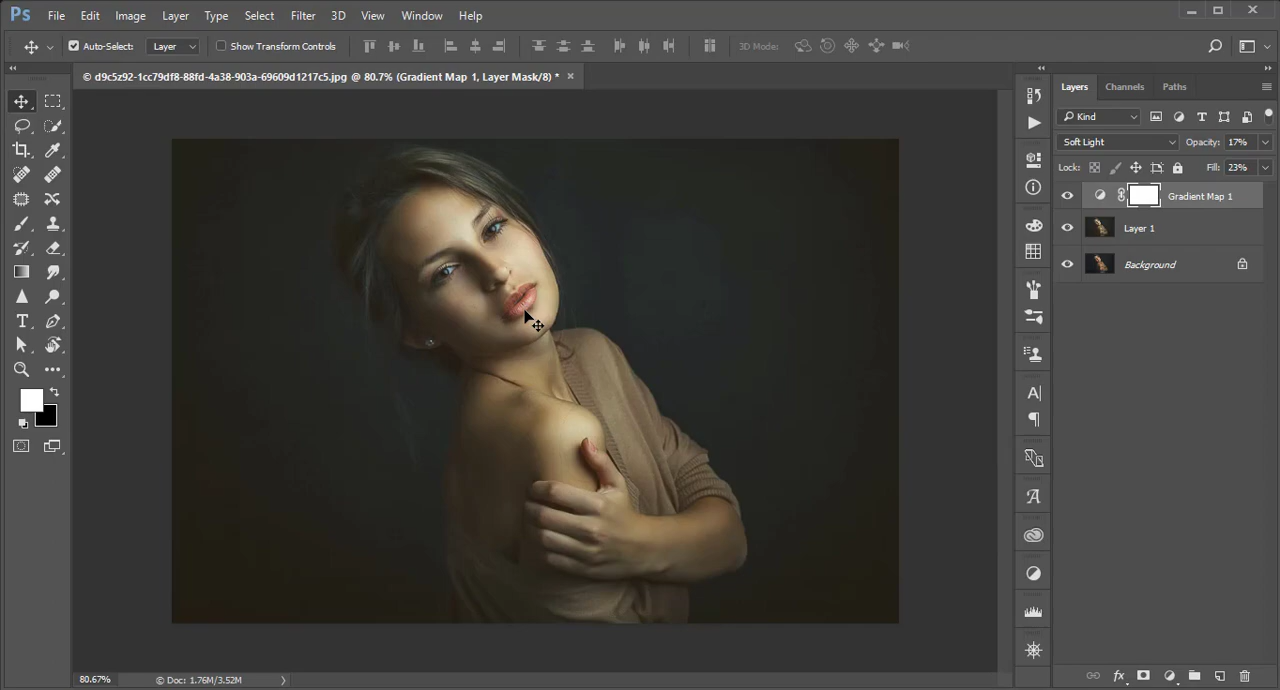 Ps File Edit Image Layer Type Select Filter 3D View Window Help
Auto-Select: Layer Show Transform Controls 3D Mode:
© d9c5z92-1cc79df8-88fd-4a38-903a-69609d1217c5.jpg @ 80.7% (Gradient Map 1, Layer Mask/8) *
Layers Channels Paths
Kind
Soft Light Opacity: 17%
Lock: Fill: 23%
Gradient Map 1
Layer 1
Background
80.67% © Doc: 1.76M/3.52M